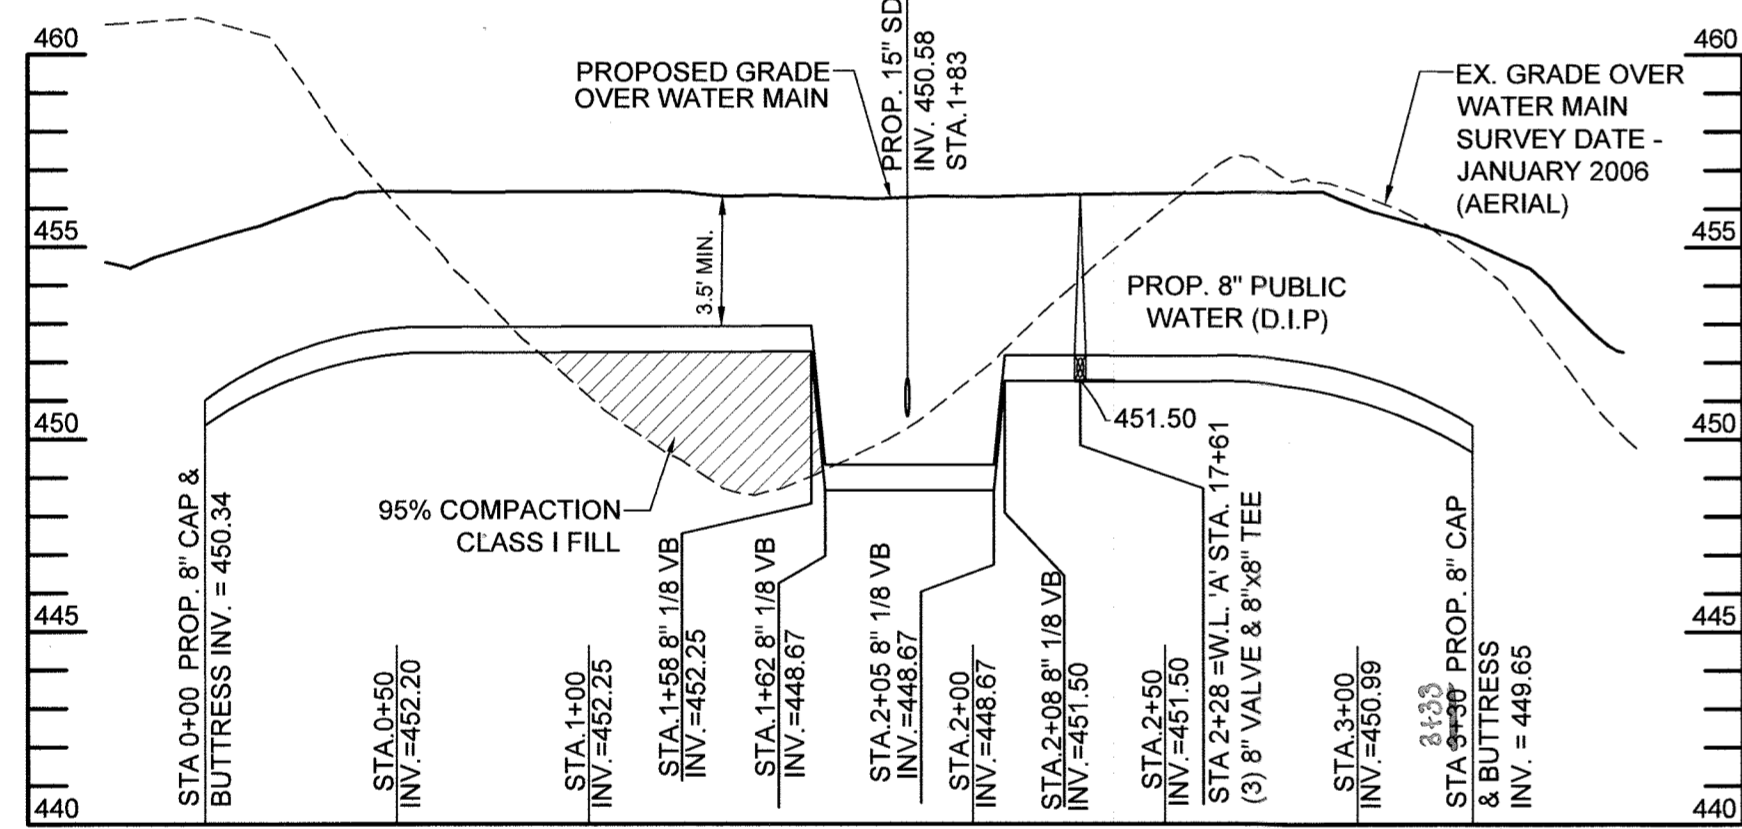 460
455
450
445
440
PROPOSED GRADE
OVER WATER MAIN
PROP. 15" SD
INV. 450.58
STA.1+83
460
455
450
445
440
EX. GRADE OVER
WATER MAIN
SURVEY DATE -
JANUARY 2006
(AERIAL)
3.5' MIN.
PROP. 8" PUBLIC
WATER (D.I.P)
451.50
95% COMPACTION
CLASS I FILL
STA 0+00 PROP. 8" CAP &
BUTTRESS INV. = 450.34
STA.0+50
INV.=452.20
STA.1+00
INV.=452.25
STA.1+58 8" 1/8 VB
INV.=452.25
STA.1+62 8" 1/8 VB
INV.=448.67
STA.2+05 8" 1/8 VB
INV.=448.67
STA.2+00
INV.=448.67
STA.2+08 8" 1/8 VB
INV.=451.50
STA.2+50
INV.=451.50
STA 2+28 =W.L. 'A' STA. 17+61
(3) 8" VALVE & 8"x8" TEE
STA.3+00
INV.=450.99
3+33
STA 3+30 PROP. 8" CAP
& BUTTRESS
INV. = 449.65